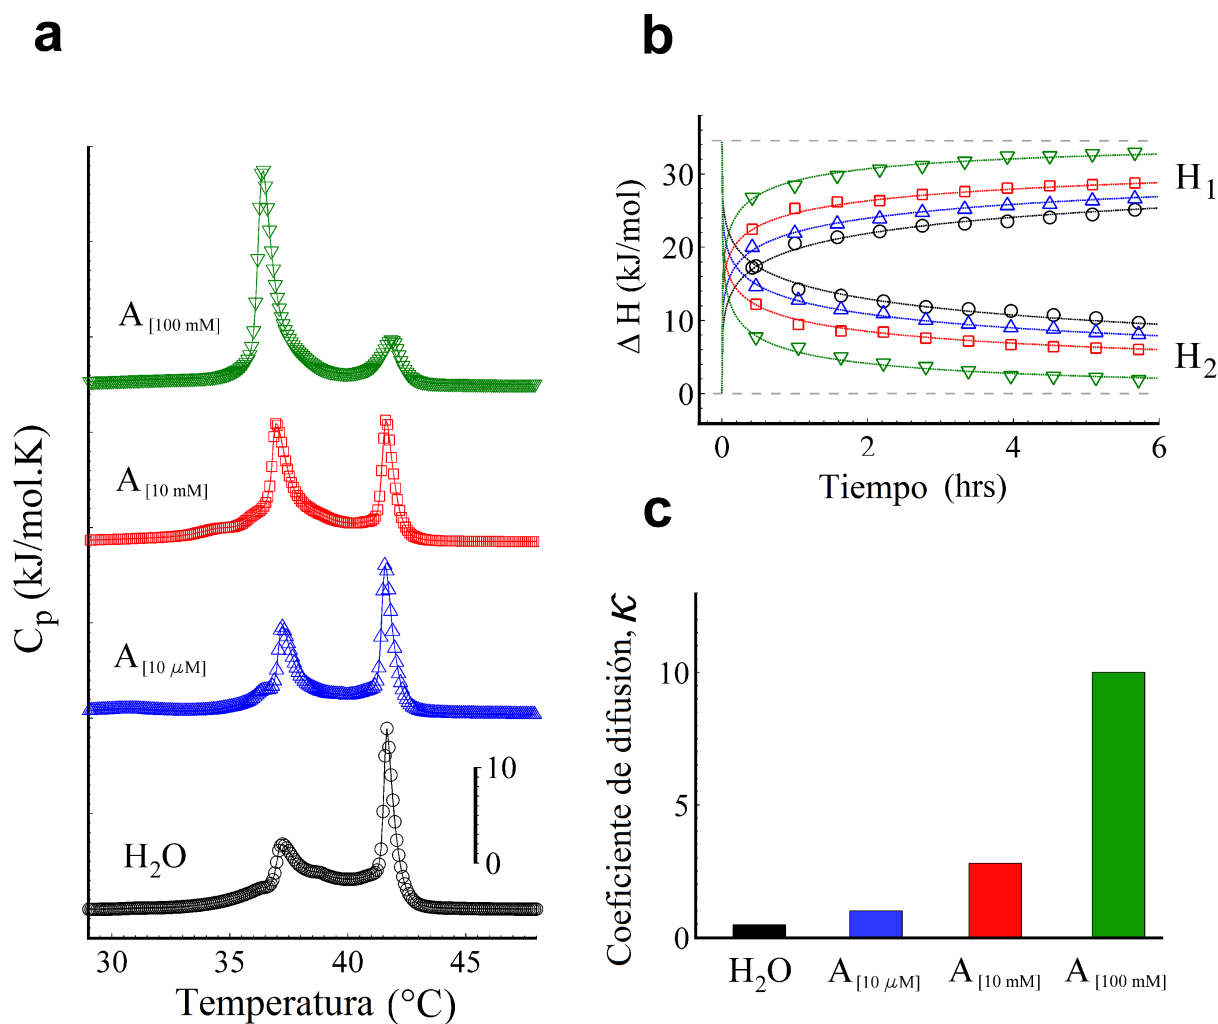 a
C_p (kJ/mol.K)
A [100 mM]
A [10 mM]
A [10 μM]
H₂O
10
0
30 35 40 45
Temperatura (°C)
b
Δ H (kJ/mol)
30
20
10
0
H₁
H₂
0 2 4 6
Tiempo (hrs)
c
Coeficiente de difusión, κ
10
5
0
H₂O A [10 μM] A [10 mM] A [100 mM]